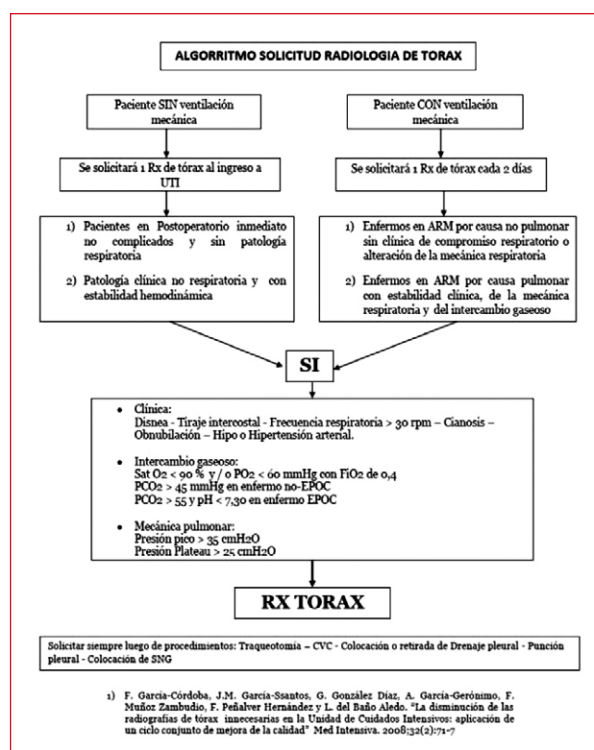 ALGORRITMO SOLICITUD RADIOLOGIA DE TORAX
Paciente SIN ventilación
mecánica
Paciente CON ventilación
mecánica
Se solicitará 1 Rx de tórax al ingreso a
UTI
Se solicitará 1 Rx de tórax cada 2 días
1) Pacientes en Postoperatorio inmediato
no complicados y sin patología
respiratoria
2) Patología clínica no respiratoria y con
estabilidad hemodinámica
1) Enfermos en ARM por causa no pulmonar
sin clínica de compromiso respiratorio o
alteración de la mecánica respiratoria
2) Enfermos en ARM por causa pulmonar
con estabilidad clínica, de la mecánica
respiratoria y del intercambio gaseoso
SI
• Clínica:
Disnea - Tiraje intercostal - Frecuencia respiratoria > 30 rpm – Cianosis –
Obnubilación – Hipo o Hipertensión arterial.
• Intercambio gaseoso:
Sat O2 < 90 % y / o PO2 < 60 mmHg con FiO2 de 0,4
PCO2 > 45 mmHg en enfermo no-EPOC
PCO2 > 55 y pH < 7,30 en enfermo EPOC
• Mecánica pulmonar:
Presión pico > 35 cmH2O
Presión Plateau > 25 cmH2O
RX TORAX
Solicitar siempre luego de procedimientos: Traqueotomía – CVC - Colocación o retirada de Drenaje pleural - Punción
pleural - Colocación de SNG
1) F. García-Córdoba, J.M. García-Ssantos, G. González Díaz, A. García-Gerónimo, F.
Muñoz Zambudio, F. Peñalver Hernández y L. del Baño Aledo. “La disminución de las
radiografías de tórax innecesarias en la Unidad de Cuidados Intensivos: aplicación de
un ciclo conjunto de mejora de la calidad” Med Intensiva. 2008;32(2):71-7